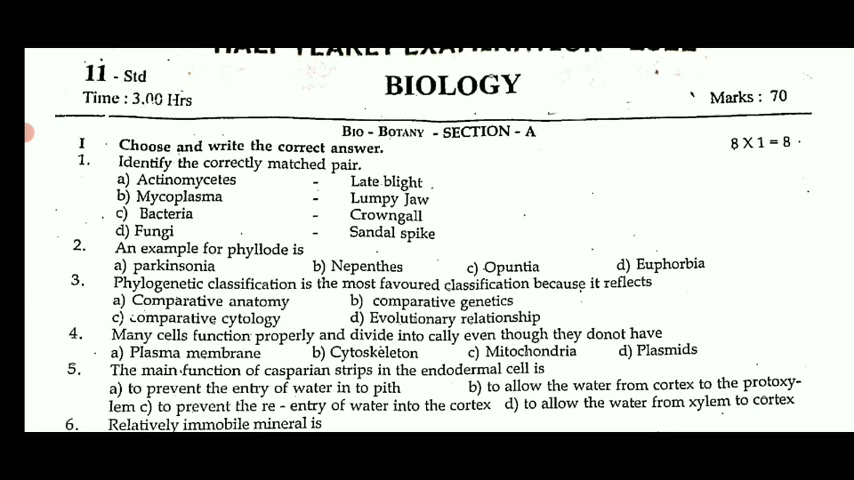 HALF YEARLY EXAMINATION - 2022
11 - Std
BIOLOGY
Time : 3.00 Hrs
Marks : 70
BIO - BOTANY - SECTION - A
I Choose and write the correct answer. 8 X 1 = 8
1. Identify the correctly matched pair.
a) Actinomycetes - Late blight
b) Mycoplasma - Lumpy Jaw
c) Bacteria - Crowngall
d) Fungi - Sandal spike
2. An example for phyllode is
a) parkinsonia b) Nepenthes c) Opuntia d) Euphorbia
3. Phylogenetic classification is the most favoured classification because it reflects
a) Comparative anatomy b) comparative genetics
c) comparative cytology d) Evolutionary relationship
4. Many cells function properly and divide into cally even though they donot have
a) Plasma membrane b) Cytoskeleton c) Mitochondria d) Plasmids
5. The main function of casparian strips in the endodermal cell is
a) to prevent the entry of water in to pith b) to allow the water from cortex to the protoxy-
lem c) to prevent the re - entry of water into the cortex d) to allow the water from xylem to cortex
6. Relatively immobile mineral is